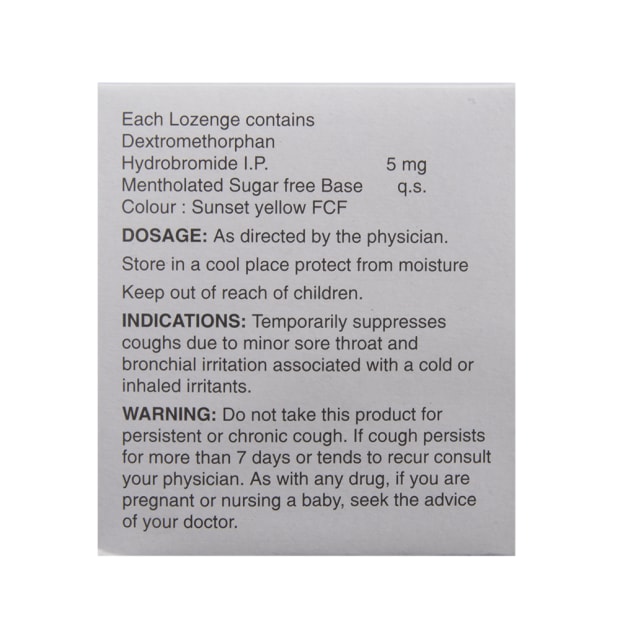 Each Lozenge contains
Dextromethorphan
Hydrobromide I.P. 5 mg
Mentholated Sugar free Base q.s.
Colour : Sunset yellow FCF
DOSAGE: As directed by the physician.
Store in a cool place protect from moisture
Keep out of reach of children.
INDICATIONS: Temporarily suppresses
coughs due to minor sore throat and
bronchial irritation associated with a cold or
inhaled irritants.
WARNING: Do not take this product for
persistent or chronic cough. If cough persists
for more than 7 days or tends to recur consult
your physician. As with any drug, if you are
pregnant or nursing a baby, seek the advice
of your doctor.